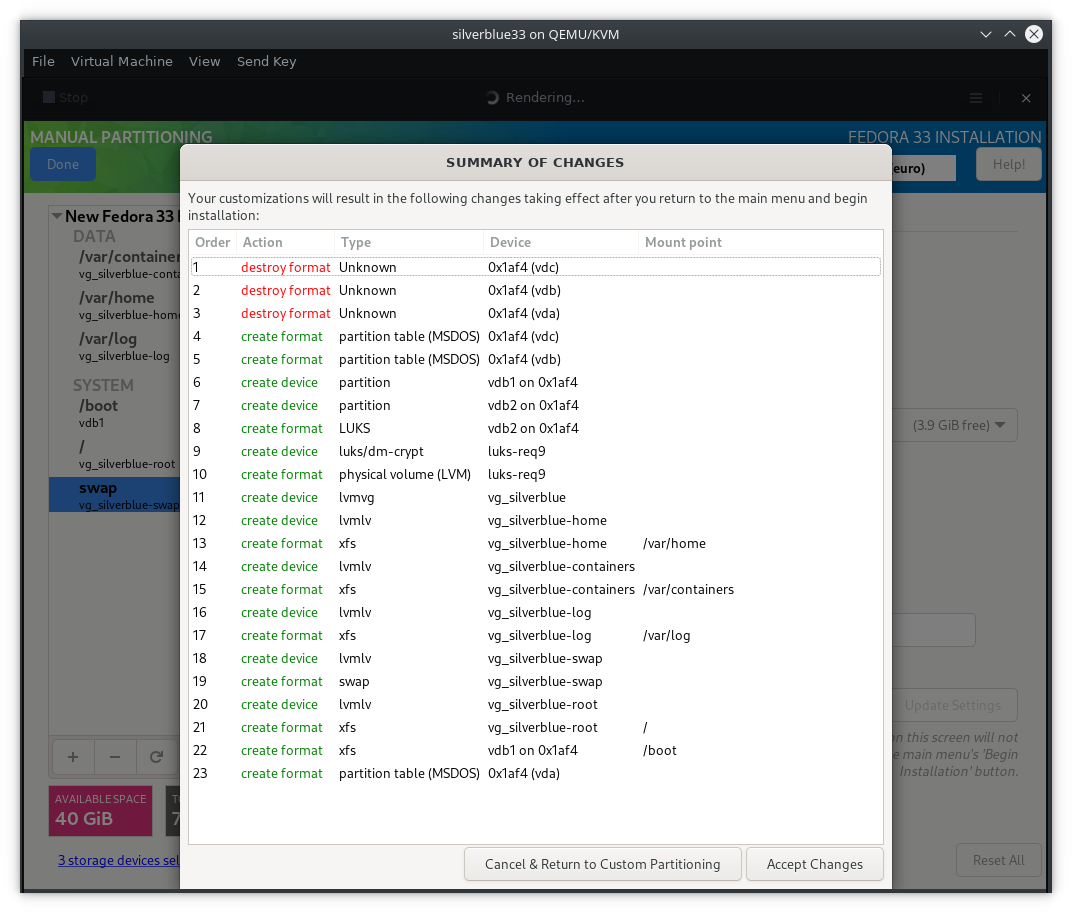 silverblue33 on QEMU/KVM
File Virtual Machine View Send Key
Stop Rendering...
MANUAL PARTITIONING
FEDORA 33 INSTALLATION
Done
euro)
Help!
SUMMARY OF CHANGES
Your customizations will result in the following changes taking effect after you return to the main menu and begin
installation:
Order Action Type Device Mount point
1 destroy format Unknown 0x1af4 (vdc)
2 destroy format Unknown 0x1af4 (vdb)
3 destroy format Unknown 0x1af4 (vda)
4 create format partition table (MSDOS) 0x1af4 (vdc)
5 create format partition table (MSDOS) 0x1af4 (vdb)
6 create device partition vdb1 on 0x1af4
7 create device partition vdb2 on 0x1af4
8 create format LUKS vdb2 on 0x1af4
9 create device luks/dm-crypt luks-req9
10 create format physical volume (LVM) luks-req9
11 create device lvmvg vg_silverblue
12 create device lvmlv vg_silverblue-home
13 create format xfs vg_silverblue-home /var/home
14 create device lvmlv vg_silverblue-containers
15 create format xfs vg_silverblue-containers /var/containers
16 create device lvmlv vg_silverblue-log
17 create format xfs vg_silverblue-log /var/log
18 create device lvmlv vg_silverblue-swap
19 create format swap vg_silverblue-swap
20 create device lvmlv vg_silverblue-root
21 create format xfs vg_silverblue-root /
22 create format xfs vdb1 on 0x1af4 /boot
23 create format partition table (MSDOS) 0x1af4 (vda)
Cancel & Return to Custom Partitioning
Accept Changes
New Fedora 33
DATA
/var/container
vg_silverblue-conta
/var/home
vg_silverblue-hom
/var/log
vg_silverblue-log
SYSTEM
/boot
vdb1
/
vg_silverblue-root
swap
vg_silverblue-swap
AVAILABLE SPACE
40 GiB
3 storage devices sel
(3.9 GiB free)
Update Settings
on this screen will not
e main menu's 'Begin
Installation' button.
Reset All